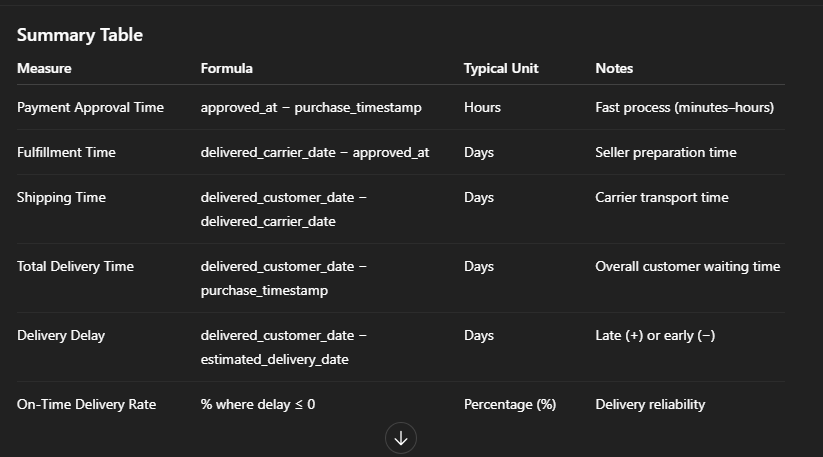 Summary Table
Measure Formula Typical Unit Notes
Payment Approval Time approved_at − purchase_timestamp Hours Fast process (minutes–hours)
Fulfillment Time delivered_carrier_date − approved_at Days Seller preparation time
Shipping Time delivered_customer_date − Days Carrier transport time
delivered_carrier_date
Total Delivery Time delivered_customer_date − Days Overall customer waiting time
purchase_timestamp
Delivery Delay delivered_customer_date − Days Late (+) or early (−)
estimated_delivery_date
On-Time Delivery Rate % where delay ≤ 0 Percentage (%) Delivery reliability